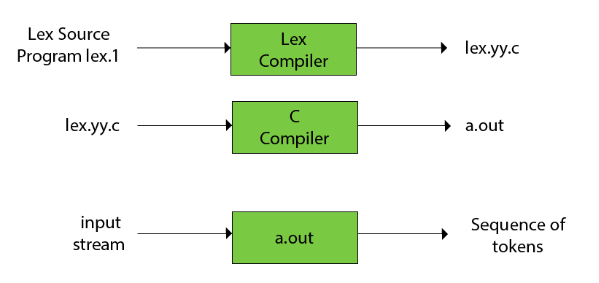 Lex Source
Program lex.1
Lex
Compiler
lex.yy.c
lex.yy.c
C
Compiler
a.out
input
stream
a.out
Sequence of
tokens